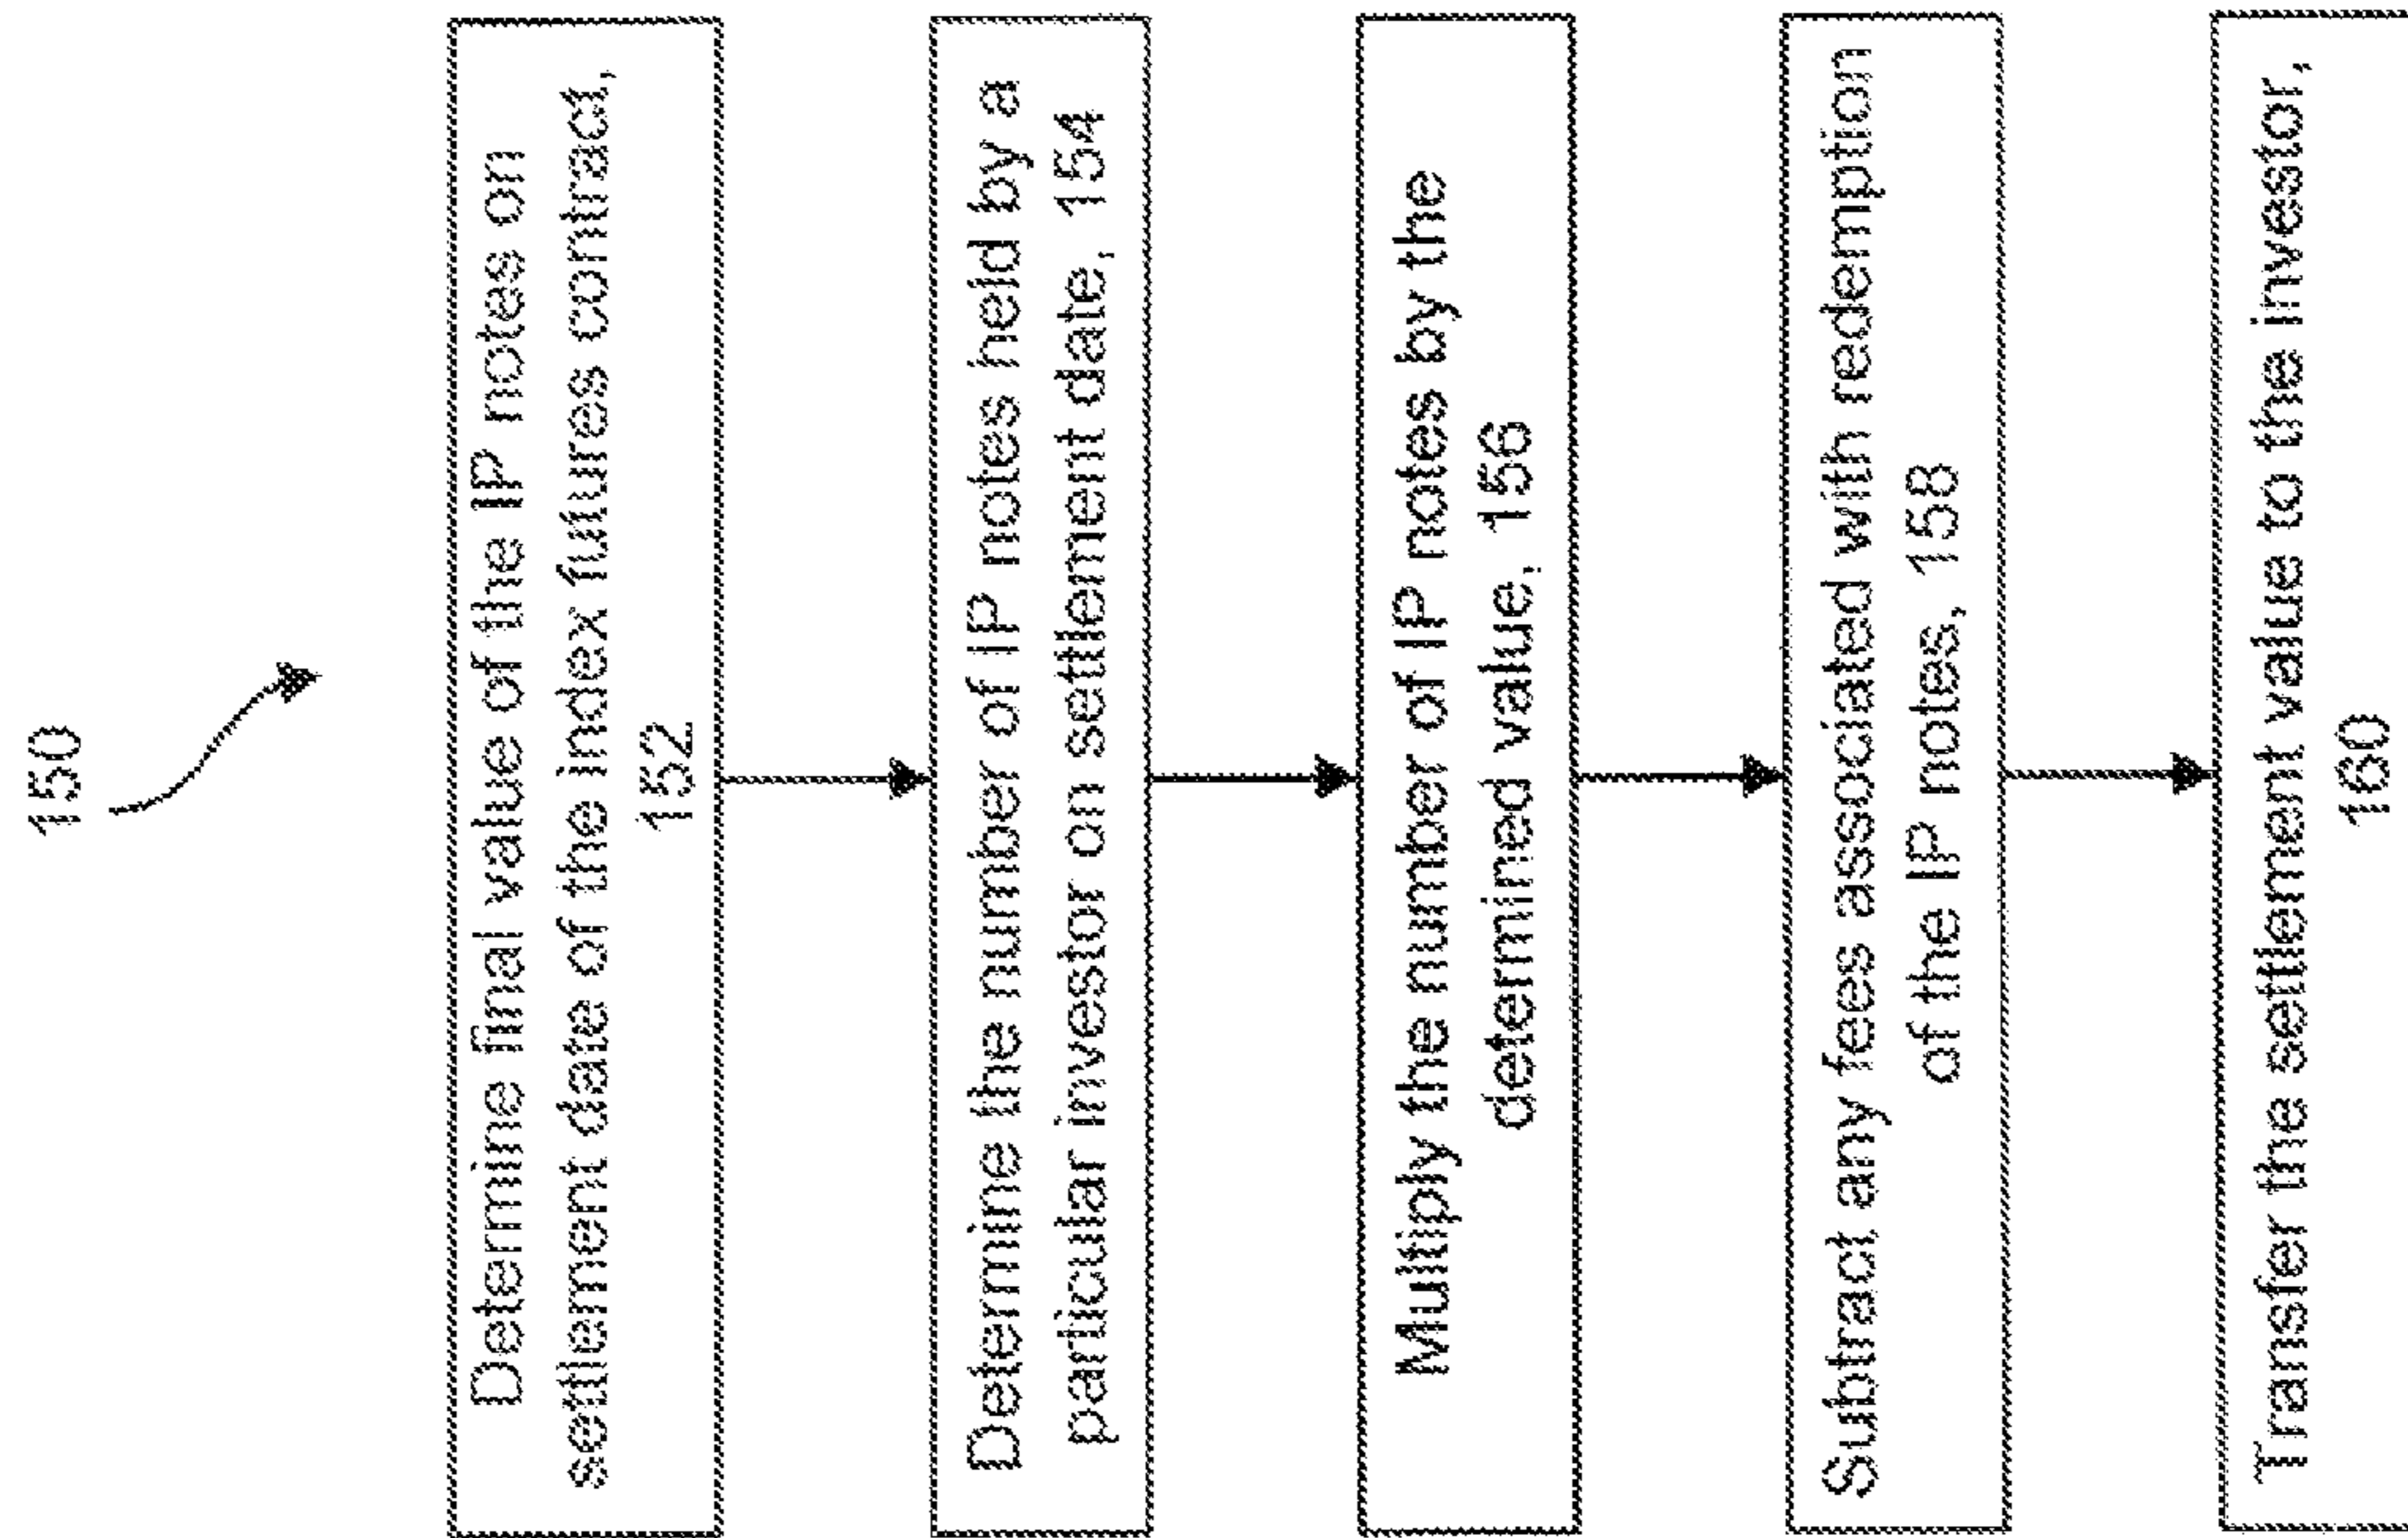 150
Determine final value of the IP notes on
settlement date of the index futures contract,
152
Determine the number of IP notes held by a
particular investor on settlement date, 154
Multiply the number of IP notes by the
determined value, 156
Subtract any fees associated with redemption
of the IP notes, 158
Transfer the settlement value to the investor,
160